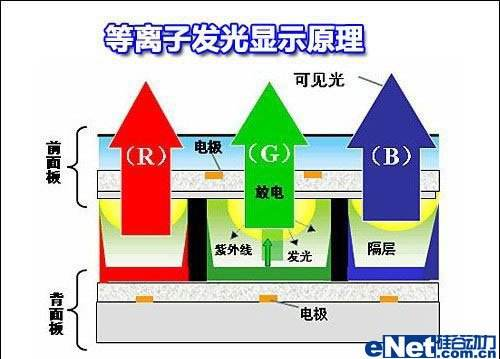 等离子发光显示原理
可见光
前面板
(R)
电极
(G)
(B)
放电
紫外线
发光
隔层
背面板
电极
eNet硅谷动力
.com.cn